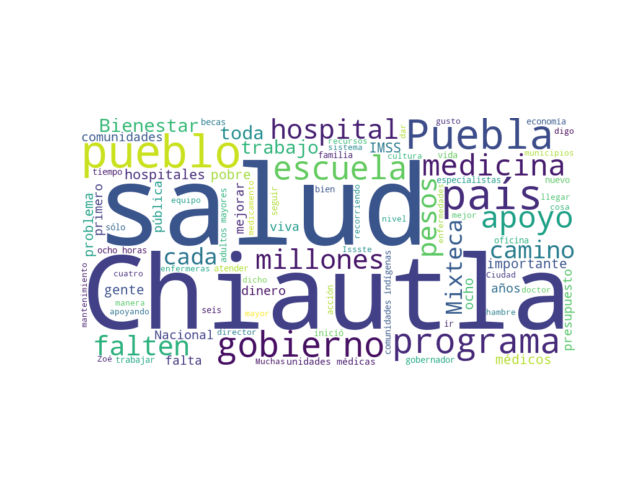 Bienestar
becas
toda
hospital
Puebla
gusto
economía
digo
comunidades
trabajo
recursos
sistema
IMSS
dar
cultura
vida
municipios
pueblo
tiempo
hospitales
pobre
familia
escuela
medicina
especialistas
nuevo
primero
sólo
equipo
pública
mejorar
medicamento
seguir
bien
recorriendo
pesos
enfermedades
país
llegar
cosa
problema
salud
adultos mayores
viva
nivel
mejor
apoyo
ocho horas
cada
Issste
Mixteca
oficina
camino
enfermeras
atender
millones
importante
mantenimiento
cuatro
gente
manera
apoyando
dicho
dinero
acción
comunidades indígenas
ocho
Ciudad
años
doctor
hambre
presupuesto
Chiautla
seis
mayor
Nacional
director
inició
ir
falten
gobierno
programa
Zoé
trabajar
falta
Muchas
unidades médicas
gobernador
médicos